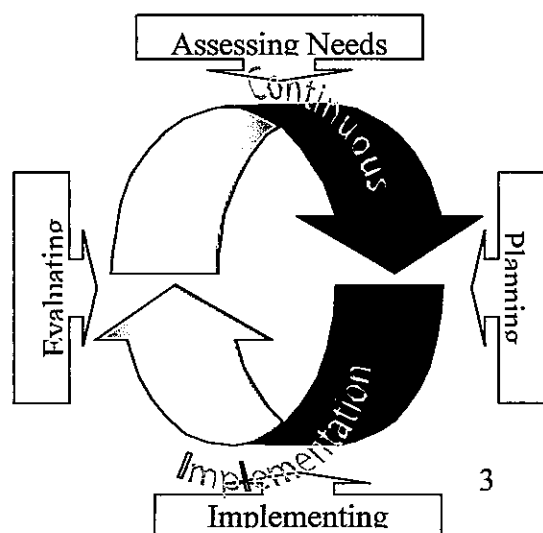 Assessing Needs
Continuous
Evaluating
Planning
Implementation
3
Implementing